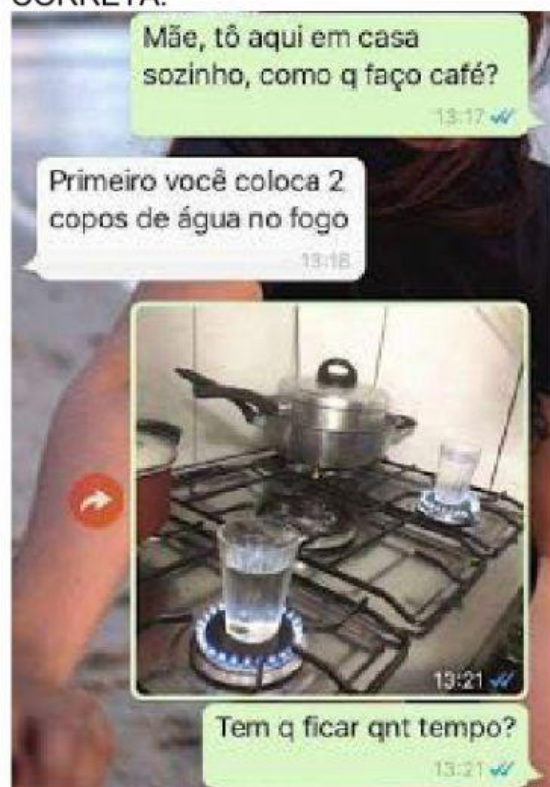 CORRETA:
Mãe, tô aqui em casa
sozinho, como q faço café?
13:17
Primeiro você coloca 2
copos de água no fogo
13:18
13:21
Tem q ficar qnt tempo?
13:21